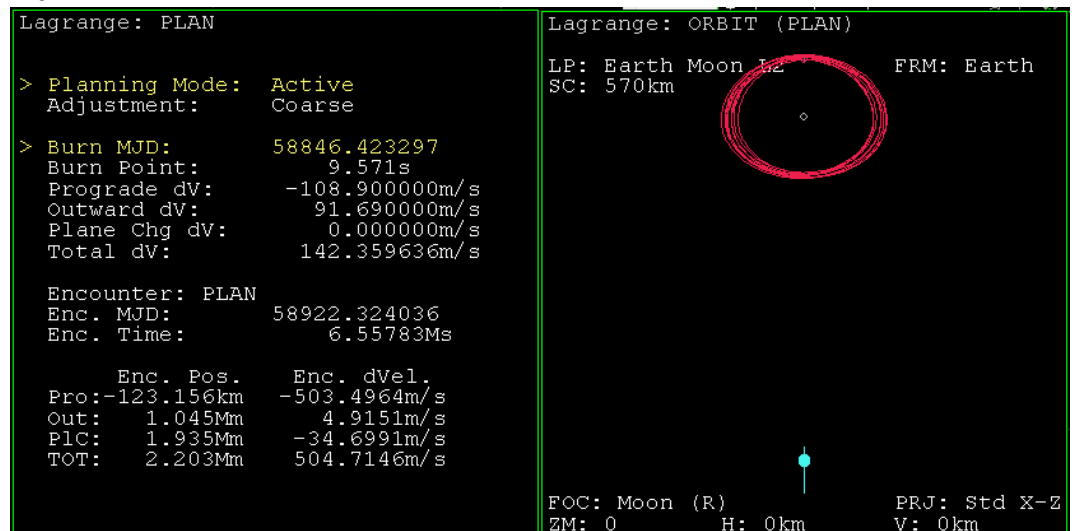 Lagrange: PLAN
> Planning Mode: Active
Adjustment: Coarse
> Burn MJD: 58846.423297
Burn Point: 9.571s
Prograde dV: -108.900000m/s
Outward dV: 91.690000m/s
Plane Chg dV: 0.000000m/s
Total dV: 142.359636m/s
Encounter: PLAN
Enc. MJD: 58922.324036
Enc. Time: 6.55783Ms
Enc. Pos. Enc. dVel.
Pro:-123.156km -503.4964m/s
Out: 1.045Mm 4.9151m/s
PlC: 1.935Mm -34.6991m/s
TOT: 2.203Mm 504.7146m/s
Lagrange: ORBIT (PLAN)
LP: Earth Moon L2 FRM: Earth
SC: 570km
FOC: Moon (R) PRJ: Std X-Z
ZM: 0 H: 0km V: 0km